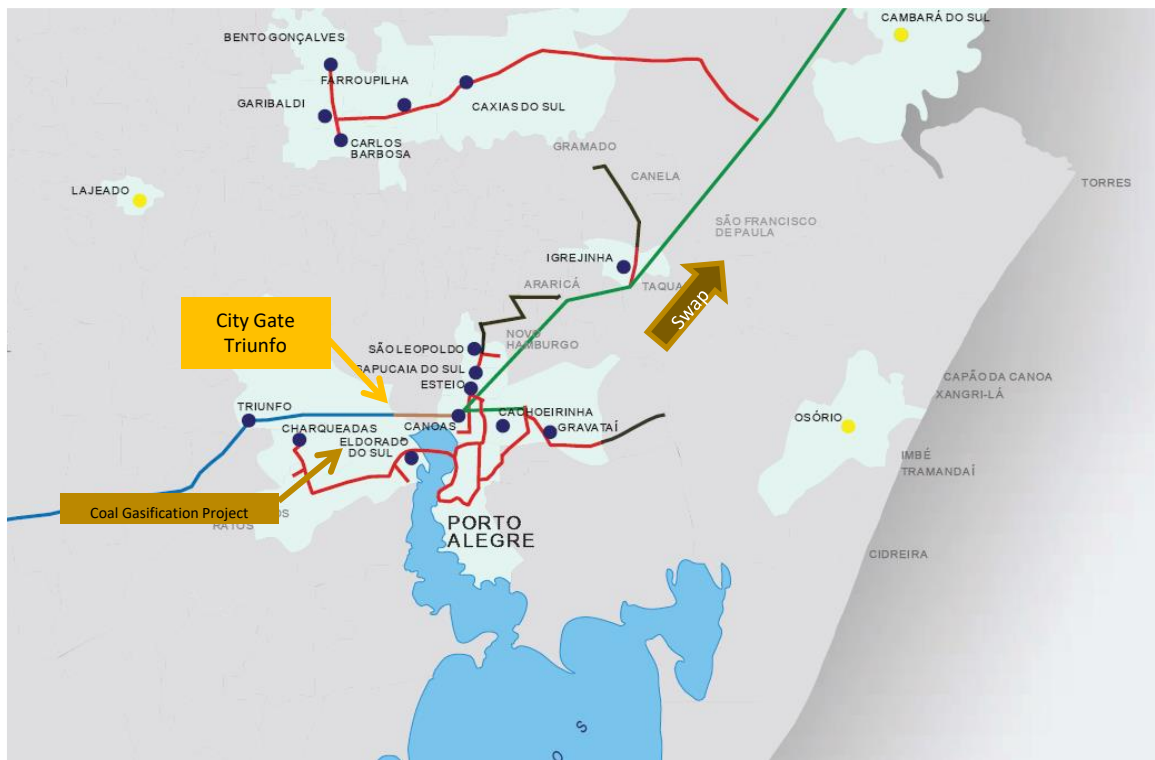 CAMBARÁ DO SUL
BENTO GONÇALVES
FARROUPILHA
GARIBALDI
CAXIAS DO SUL
CARLOS
BARBOSA
GRAMADO
CANELA
LAJEADO
TORRES
SÃO FRANCISCO
DE PAULA
IGREJINHA
ARARICÁ
TAQUA
Swap
City Gate
Triunfo
NOVO
HAMBURGO
SÃO LEOPOLDO
SAPUCAIA DO SUL
ESTEIO
CAPÃO DA CANOA
XANGRI-LÁ
TRIUNFO
CHARQUEADAS
CANOAS
CACHOEIRINHA
GRAVATAÍ
OSÓRIO
ELDORADO
DO SUL
IMBÉ
TRAMANDAÍ
Coal Gasification Project
OS
RATOS
PORTO
ALEGRE
CIDREIRA
O S